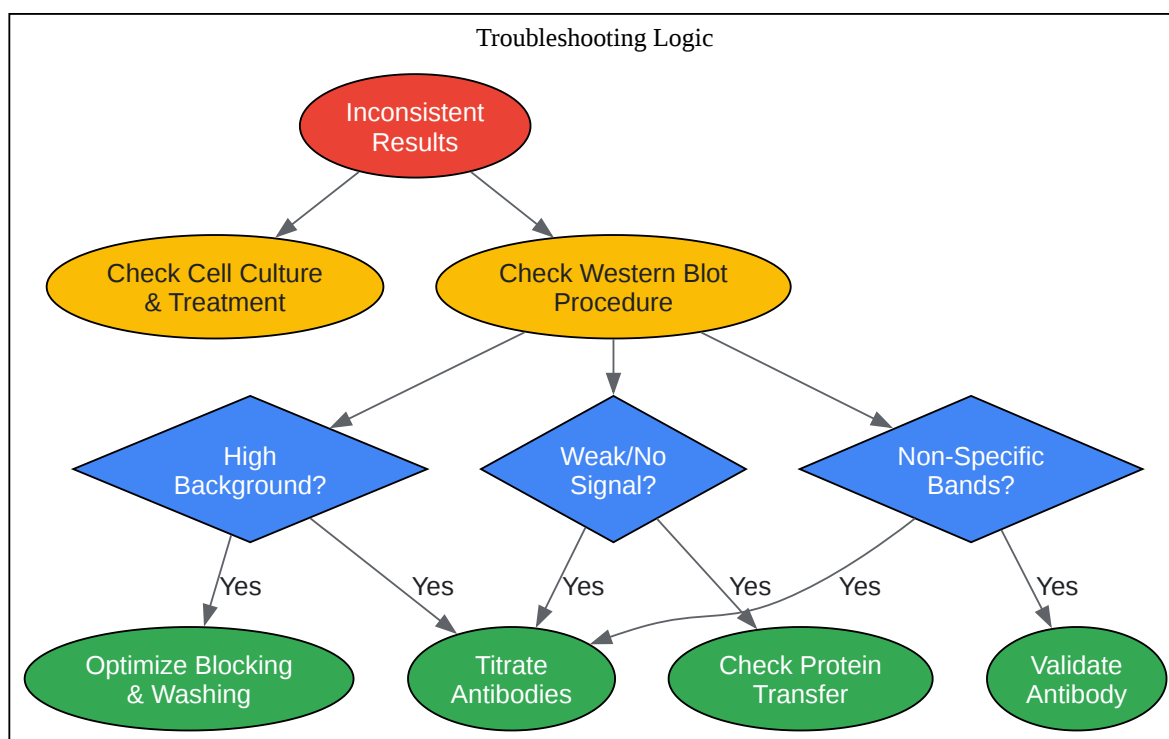 Troubleshooting Logic
Inconsistent
Results
Check Cell Culture
& Treatment
Check Western Blot
Procedure
High
Background?
Weak/No
Signal?
Non-Specific
Bands?
Yes
Yes
Yes
Yes
Yes
Yes
Optimize Blocking
& Washing
Titrate
Antibodies
Check Protein
Transfer
Validate
Antibody